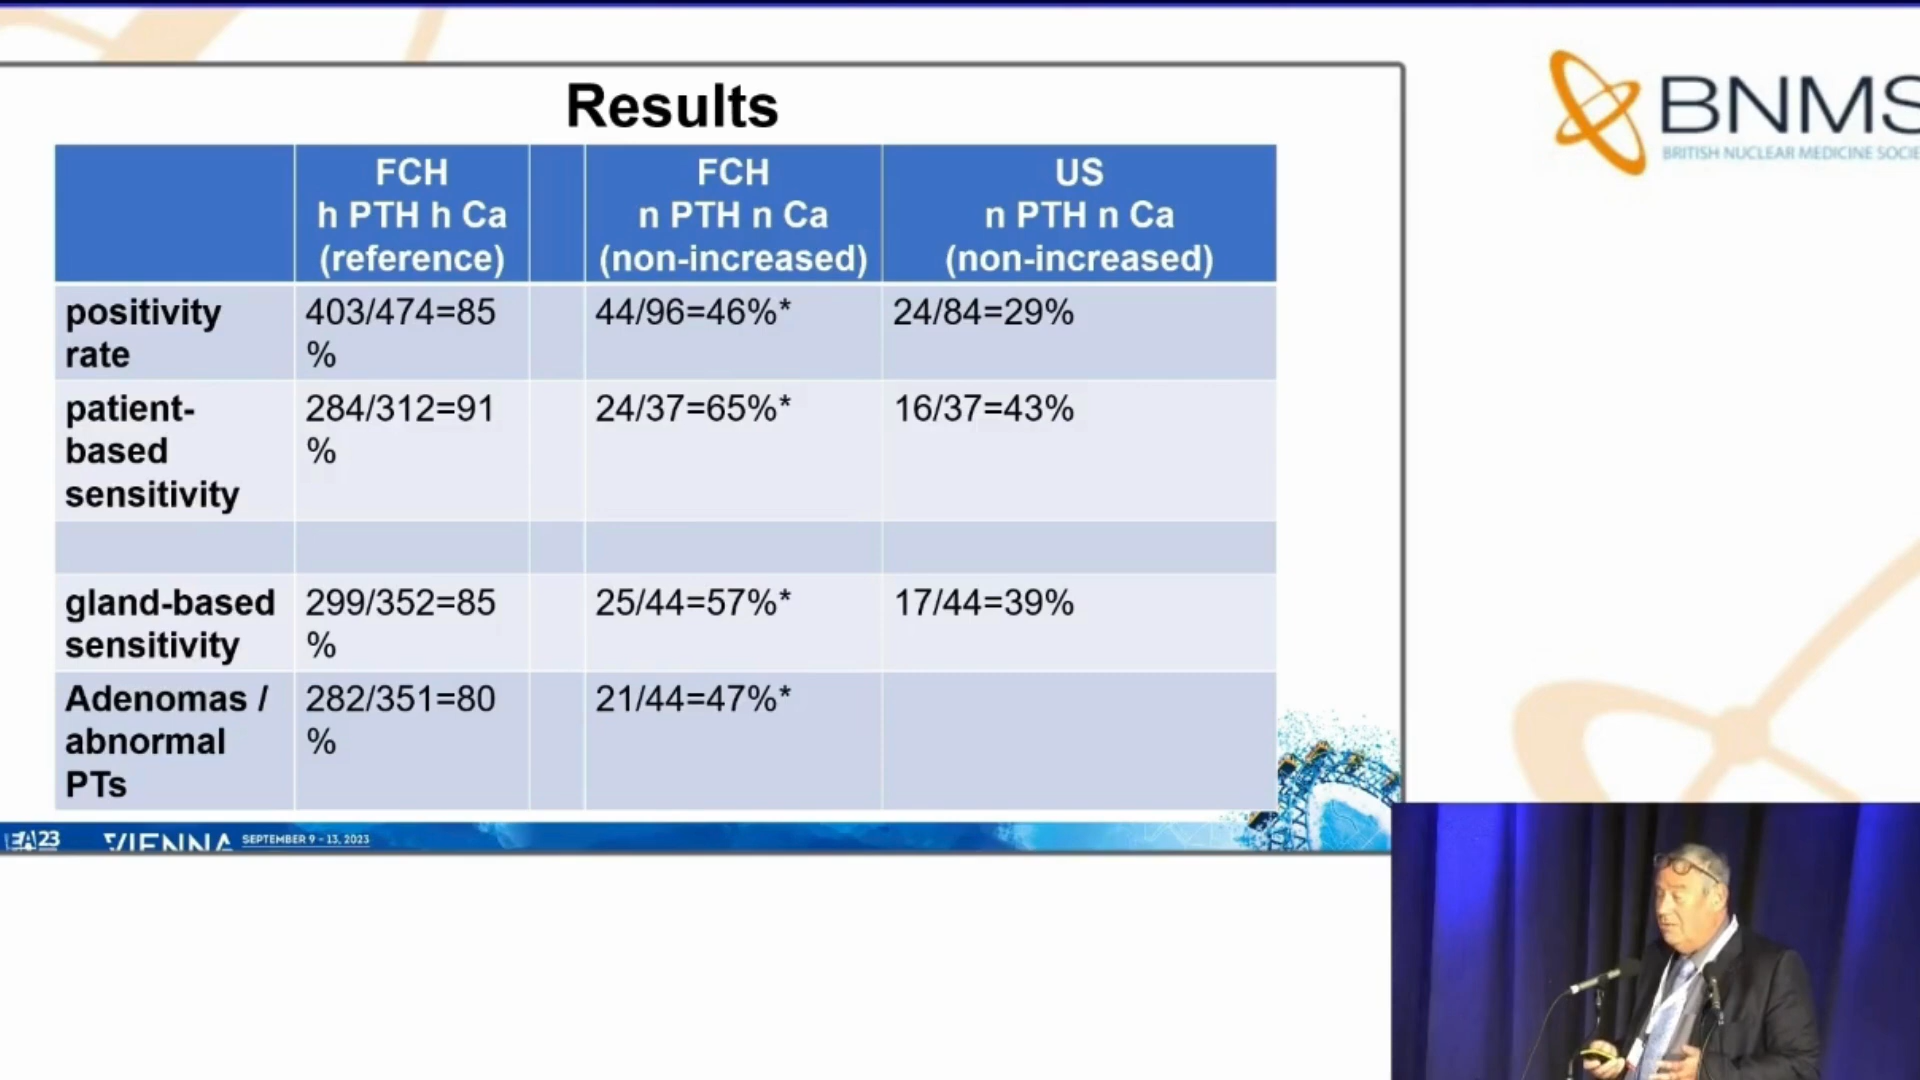 Results
FCH
h PTH h Ca
(reference)
FCH
n PTH n Ca
(non-increased)
US
n PTH n Ca
(non-increased)
positivity
rate
403/474=85
%
44/96=46%*
24/84=29%
patient-
based
sensitivity
284/312=91
%
24/37=65%*
16/37=43%
gland-based
sensitivity
299/352=85
%
25/44=57%*
17/44=39%
Adenomas /
abnormal
PTs
282/351=80
%
21/44=47%*
VIENNA
SEPTEMBER 9 - 13, 2023
BNMS
BRITISH NUCLEAR MEDICINE SOCIE